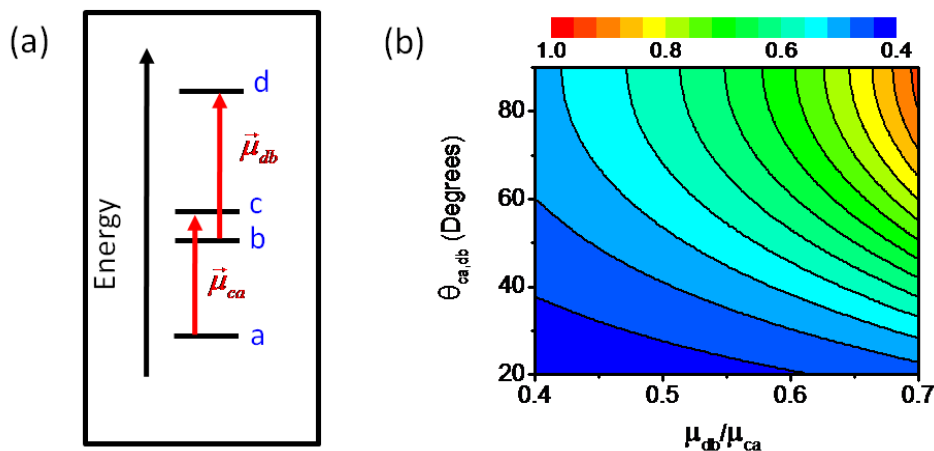 (a)
Energy
d
μ⃗db
c
b
μ⃗ca
a
(b)
1.0 0.8 0.6 0.4
θca,db (Degrees)
80
60
40
20
0.4 0.5 0.6 0.7
μdb/μca